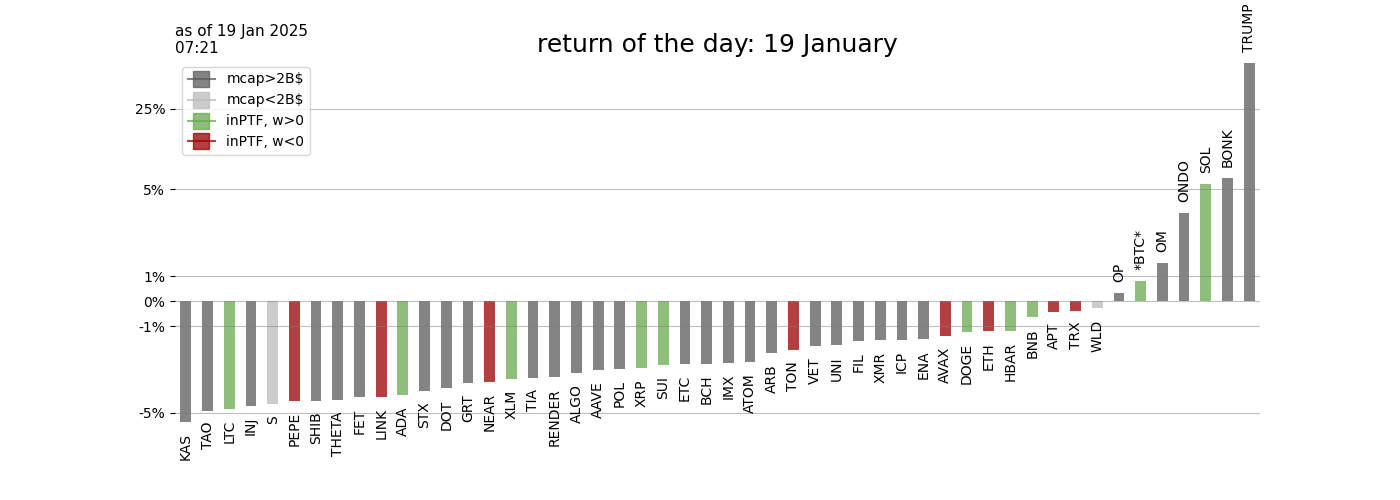 as of 19 Jan 2025
07:21
return of the day: 19 January
mcap>2B$
mcap<2B$
inPTF, w>0
inPTF, w<0
25%
5%
1%
0%
-1%
-5%
KAS
TAO
LTC
INJ
S
PEPE
SHIB
THETA
FET
LINK
ADA
STX
DOT
GRT
NEAR
XLM
TIA
RENDER
ALGO
AAVE
POL
XRP
SUI
ETC
BCH
IMX
ATOM
ARB
TON
VET
UNI
FIL
XMR
ICP
ENA
AVAX
DOGE
ETH
HBAR
BNB
APT
TRX
WLD
OP
*BTC*
OM
ONDO
SOL
BONK
TRUMP